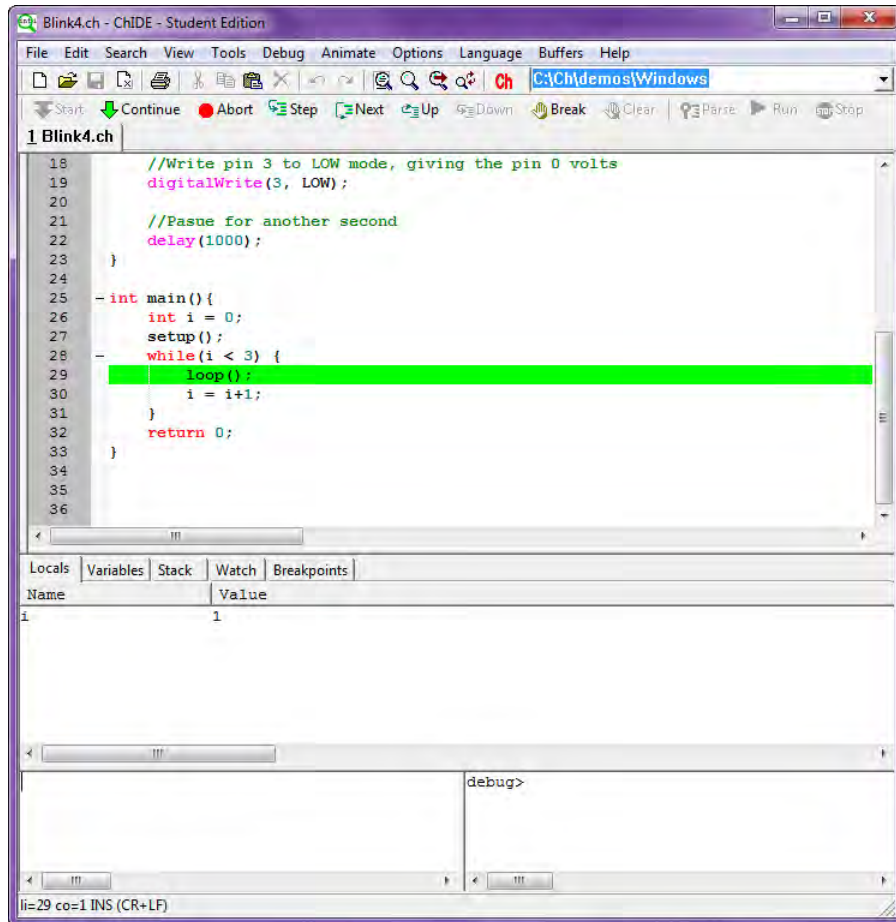 Blink4.ch - ChIDE - Student Edition
File Edit Search View Tools Debug Animate Options Language Buffers Help
Ch C:\Ch\demos\Windows
Start Continue Abort Step Next Up Down Break Clear Parse Run Stop
1 Blink4.ch
18 //Write pin 3 to LOW mode, giving the pin 0 volts
19 digitalWrite(3, LOW);
20
21 //Pasue for another second
22 delay(1000);
23 }
24
25 int main(){
26 int i = 0;
27 setup();
28 while(i < 3) {
29 loop();
30 i = i+1;
31 }
32 return 0;
33 }
34
35
36
Locals Variables Stack Watch Breakpoints
Name Value
i 1
debug>
li=29 co=1 INS (CR+LF)